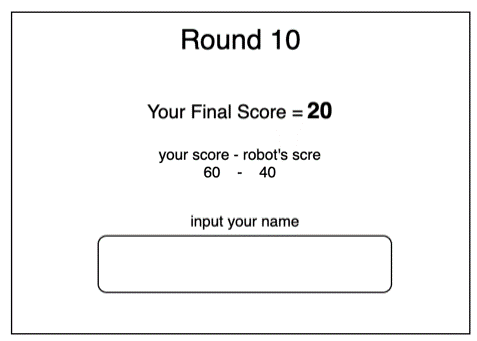 Round 10
Your Final Score = 20
your score - robot's scre
60 - 40
input your name